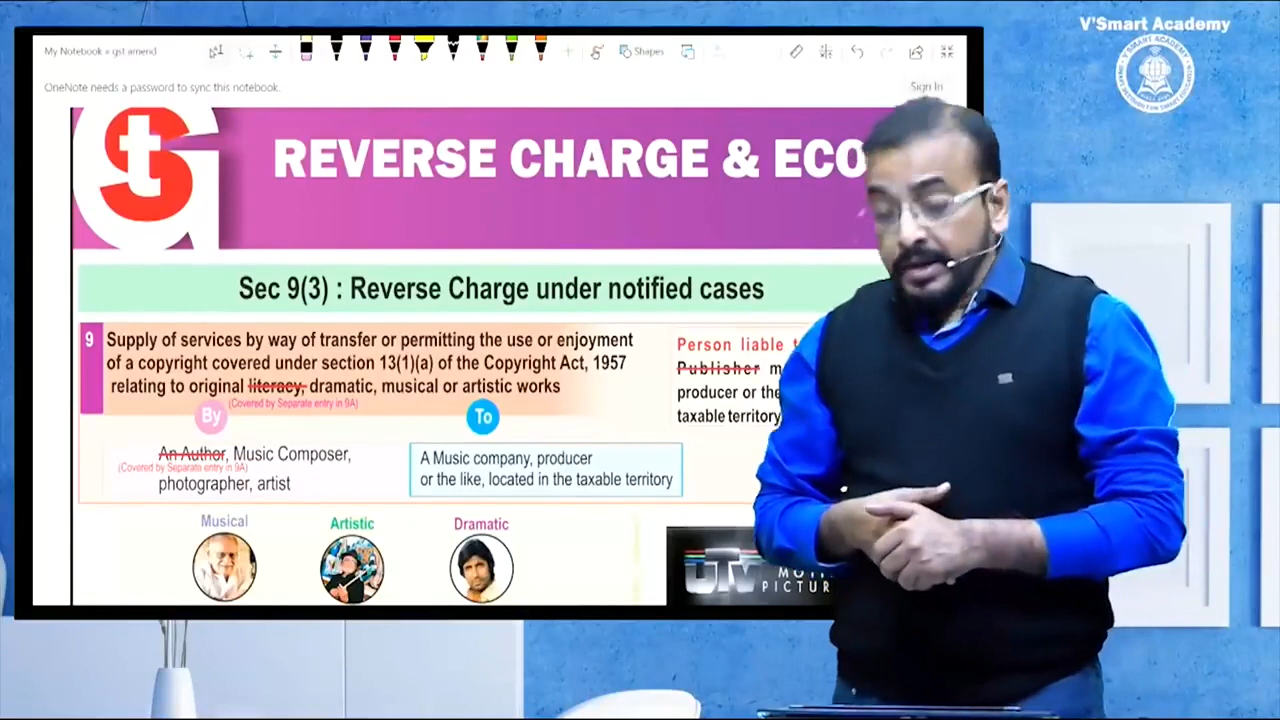 V'Smart Academy
My Notebook » gst amend
Shapes
OneNote needs a password to sync this notebook.
Sign In
Gst
REVERSE CHARGE & ECO
Sec 9(3) : Reverse Charge under notified cases
9
Supply of services by way of transfer or permitting the use or enjoyment
of a copyright covered under section 13(1)(a) of the Copyright Act, 1957
relating to original literacy, dramatic, musical or artistic works
(Covered by Separate entry in 9A)
Person liable t
Publisher m
producer or the
taxable territory
By
To
An Author, Music Composer,
(Covered by Separate entry in 9A)
photographer, artist
A Music company, producer
or the like, located in the taxable territory
Musical
Artistic
Dramatic
UTV
MOTI
PICTUR